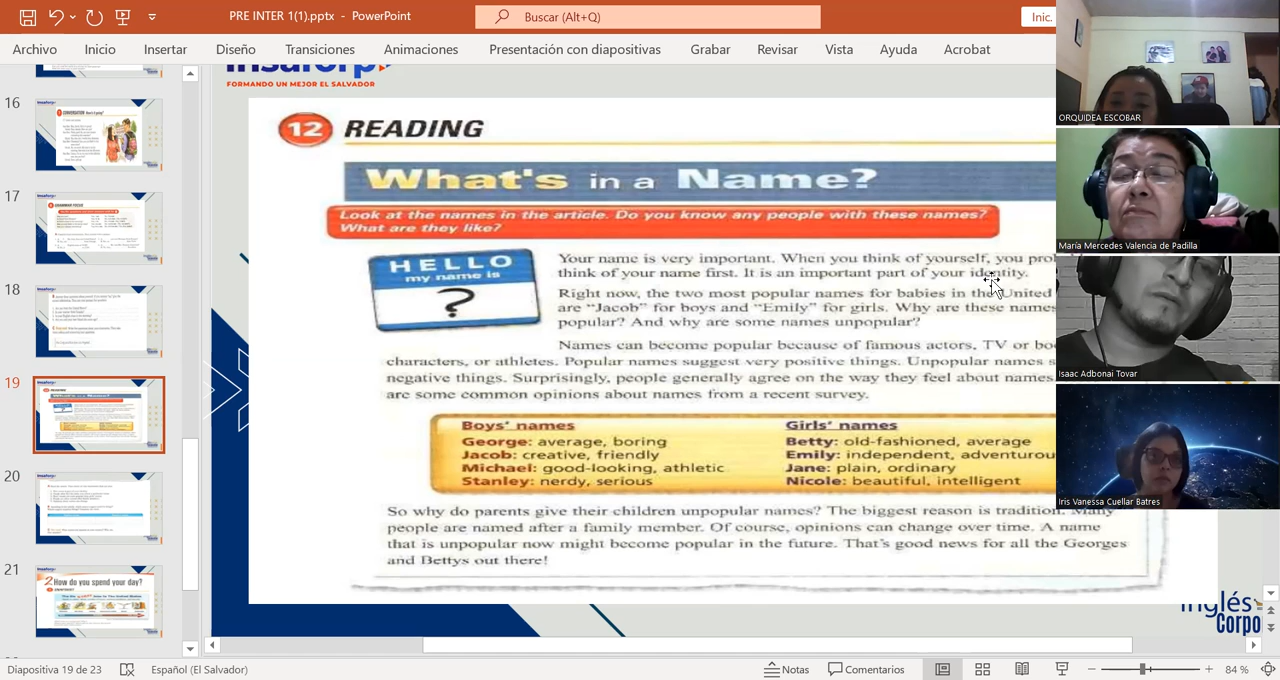 PRE INTER 1(1).pptx - PowerPoint
Buscar (Alt+Q)
Inic.
Archivo Inicio Insertar Diseño Transiciones Animaciones Presentación con diapositivas Grabar Revisar Vista Ayuda Acrobat
FORMANDO UN MEJOR EL SALVADOR
12 READING
What's in a Name?
Look at the names in the article. Do you know any people with these names?
What are they like?
HELLO
my name is
?
Your name is very important. When you think of yourself, you
think of your name first. It is an important part of your identity.
Right now, the two most popular names for babies in the United
are “Jacob” for boys and “Emily” for girls. Why are these names
popular? And why are some names unpopular?
Names can become popular because of famous actors, TV or
characters, or athletes. Popular names suggest very positive things. Unpopular names
negative things. Surprisingly, people generally agree on the way they feel about names.
are some common opinions about names from a recent survey.
Boys' names
George: average, boring
Jacob: creative, friendly
Michael: good-looking, athletic
Stanley: nerdy, serious
Girls' names
Betty: old-fashioned, average
Emily: independent, adventurou
Jane: plain, ordinary
Nicole: beautiful, intelligent
So why do parents give their children unpopular names? The biggest reason is tradition. Many
people are named after a family member. Of course, opinions can change over time. A name
that is unpopular now might become popular in the future. That's good news for all the Georges
and Bettys out there!
inglés
Corpo
16
CONVERSATION
17
GRAMMAR FOCUS
18
19
What's in a Name?
20
21
2 How do you spend your day?
ORQUIDEA ESCOBAR
María Mercedes Valencia de Padilla
Isaac Adbonai Tovar
Iris Vanessa Cuellar Batres
Diapositiva 19 de 23 Español (El Salvador) Notas Comentarios 84 %